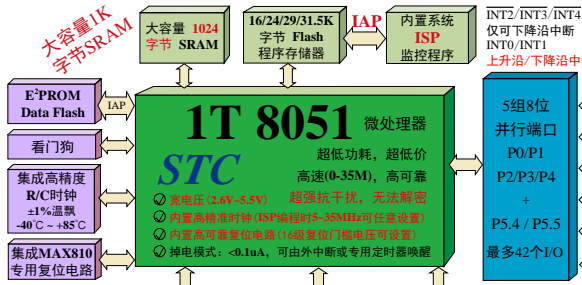 大容量1K
字节SRAM
大容量 1024
字节 SRAM
16/24/29/31.5K
字节 Flash
程序存储器
IAP
内置系统
ISP
监控程序
INT2/INT3/INT4
仅可下降沿中断
INT0/INT1
上升沿/下降沿中
E²PROM
Data Flash
IAP
看门狗
集成高精度
R/C时钟
±1%温飘
-40℃ ~ +85℃
集成MAX810
专用复位电路
1T 8051 微处理器
STC
超低功耗，超低价
高速(0-35M)，高可靠
宽电压(2.6V~5.5V) 超强抗干扰，无法解密
内置高精准时钟(ISP编程时5~35MHz可任意设置)
内置高可靠复位电路(16级复位门槛电压可设置)
掉电模式：<0.1uA，可由外中断或专用定时器唤醒
5组8位
并行端口
P0/P1
P2/P3/P4
+
P5.4 / P5.5
最多42个I/O